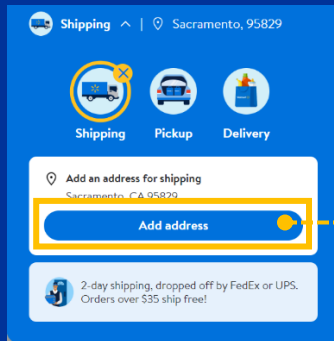 Shipping | Sacramento, 95829
Shipping Pickup Delivery
Add an address for shipping
Sacramento, CA 95829
Add address
2-day shipping, dropped off by FedEx or UPS.
Orders over $35 ship free!